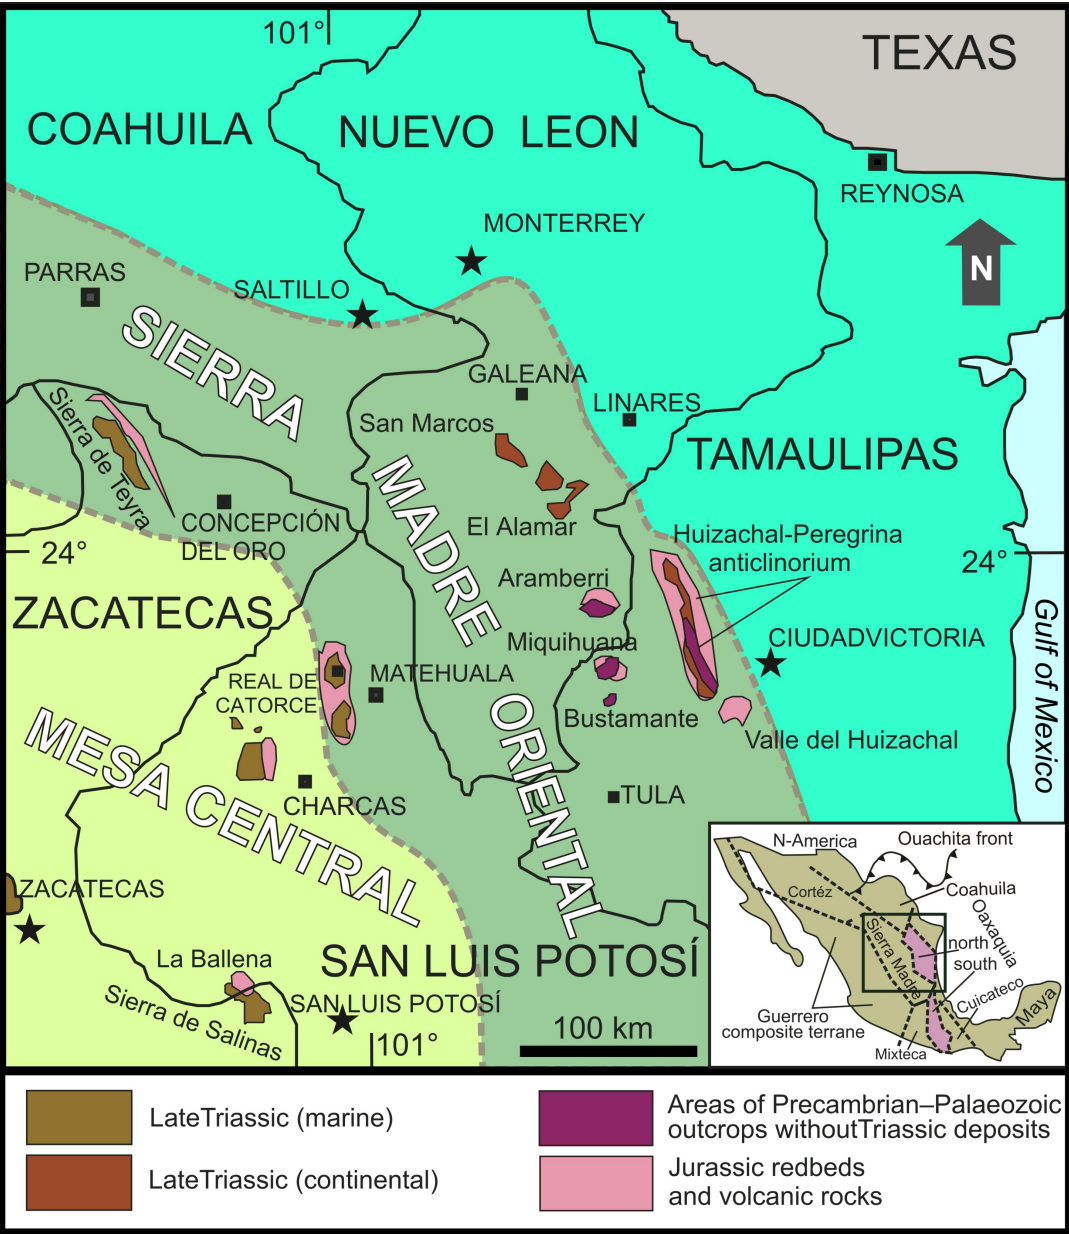 101°
TEXAS
COAHUILA
NUEVO LEON
REYNOSA
MONTERREY
N
PARRAS
SALTILLO
SIERRA
GALEANA
LINARES
San Marcos
Sierra de Teyra
TAMAULIPAS
MADRE
CONCEPCIÓN
DEL ORO
El Alamar
Huizachal-Peregrina
anticlinorium
24°
24°
Aramberri
ZACATECAS
Gulf of Mexico
Miquihuana
CIUDADVICTORIA
REAL DE
CATORCE
MATEHUALA
ORIENTAL
Bustamante
Valle del Huizachal
MESA CENTRAL
CHARCAS
TULA
ZACATECAS
La Ballena
SAN LUIS POTOSÍ
Sierra de Salinas
SAN LUIS POTOSÍ
101°
100 km
N-America
Ouachita front
Cortéz
Coahuila
Oaxaquia
Sierra Madre
north
south
Cuicateco
Maya
Guerrero
composite terrane
Mixteca
LateTriassic (marine)
LateTriassic (continental)
Areas of Precambrian–Palaeozoic
outcrops withoutTriassic deposits
Jurassic redbeds
and volcanic rocks